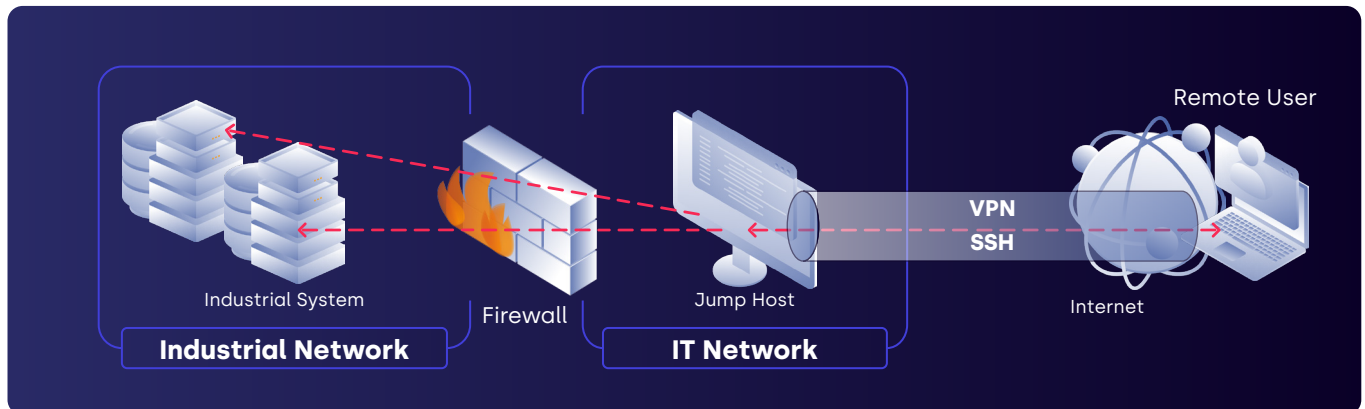 Remote User
VPN
SSH
Industrial System
Jump Host
Internet
Firewall
Industrial Network
IT Network